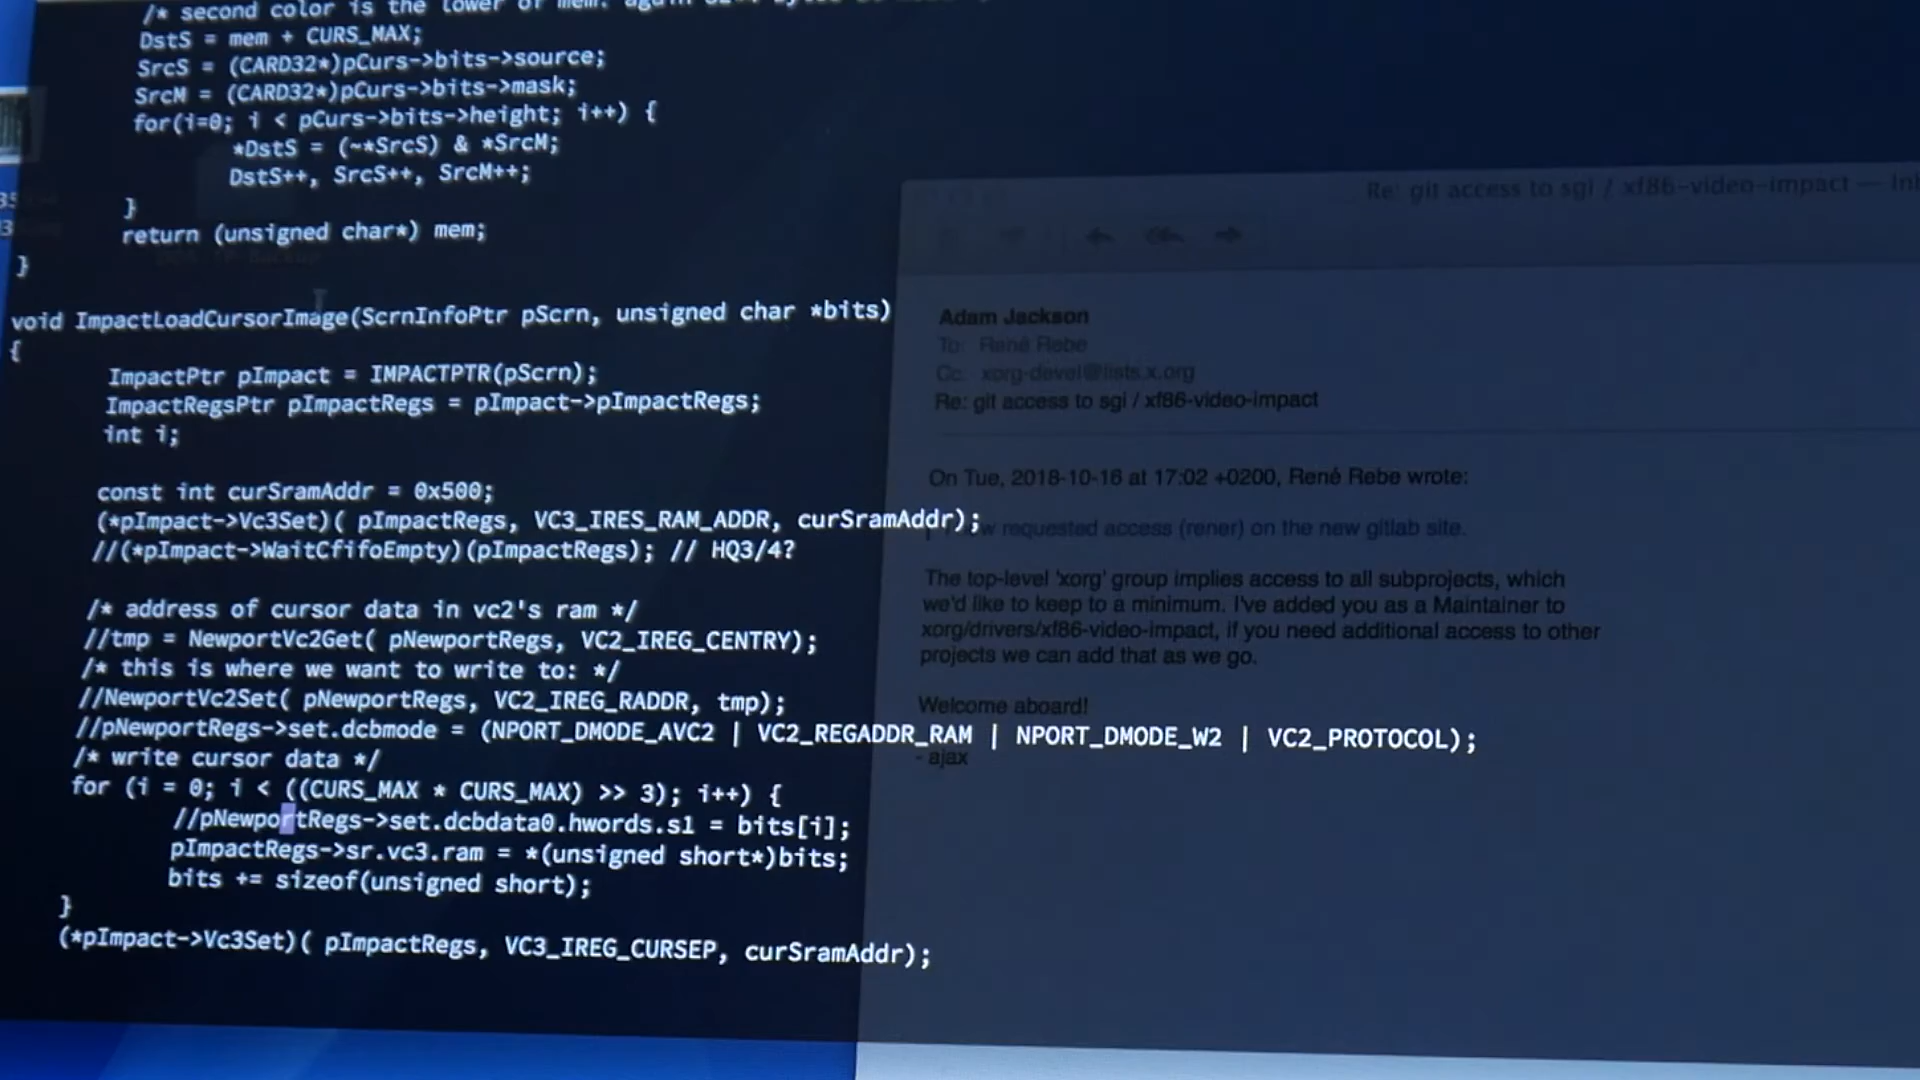 /* second color is the lower of mem. again
DstS = mem + CURS_MAX;
SrcS = (CARD32*)pCurs->bits->source;
SrcM = (CARD32*)pCurs->bits->mask;
for(i=0; i < pCurs->bits->height; i++) {
*DstS = (~*SrcS) & *SrcM;
DstS++, SrcS++, SrcM++;
}
return (unsigned char*) mem;
}
void ImpactLoadCursorImage(ScrnInfoPtr pScrn, unsigned char *bits)
{
ImpactPtr pImpact = IMPACTPTR(pScrn);
ImpactRegsPtr pImpactRegs = pImpact->pImpactRegs;
int i;
const int curSramAddr = 0x500;
(*pImpact->Vc3Set)( pImpactRegs, VC3_IRES_RAM_ADDR, curSramAddr);
//(*pImpact->WaitCfifoEmpty)(pImpactRegs); // HQ3/4?
/* address of cursor data in vc2's ram */
//tmp = NewportVc2Get( pNewportRegs, VC2_IREG_CENTRY);
/* this is where we want to write to: */
//NewportVc2Set( pNewportRegs, VC2_IREG_RADDR, tmp);
//pNewportRegs->set.dcbmode = (NPORT_DMODE_AVC2 | VC2_REGADDR_RAM | NPORT_DMODE_W2 | VC2_PROTOCOL);
/* write cursor data */
for (i = 0; i < ((CURS_MAX * CURS_MAX) >> 3); i++) {
//pNewportRegs->set.dcbdata0.hwords.s1 = bits[i];
pImpactRegs->sr.vc3.ram = *(unsigned short*)bits;
bits += sizeof(unsigned short);
}
(*pImpact->Vc3Set)( pImpactRegs, VC3_IREG_CURSEP, curSramAddr);
Re: git access to sgi / xf86-video-impact —
Adam Jackson
To: René Rebe
Cc: xorg-devel@lists.x.org
Re: git access to sgi / xf86-video-impact
On Tue, 2018-10-16 at 17:02 +0200, René Rebe wrote:
requested access (rener) on the new gitlab site.
The top-level 'xorg' group implies access to all subprojects, which
we'd like to keep to a minimum. I've added you as a Maintainer to
xorg/drivers/xf86-video-impact, if you need additional access to other
projects we can add that as we go.
Welcome aboard!
- ajax